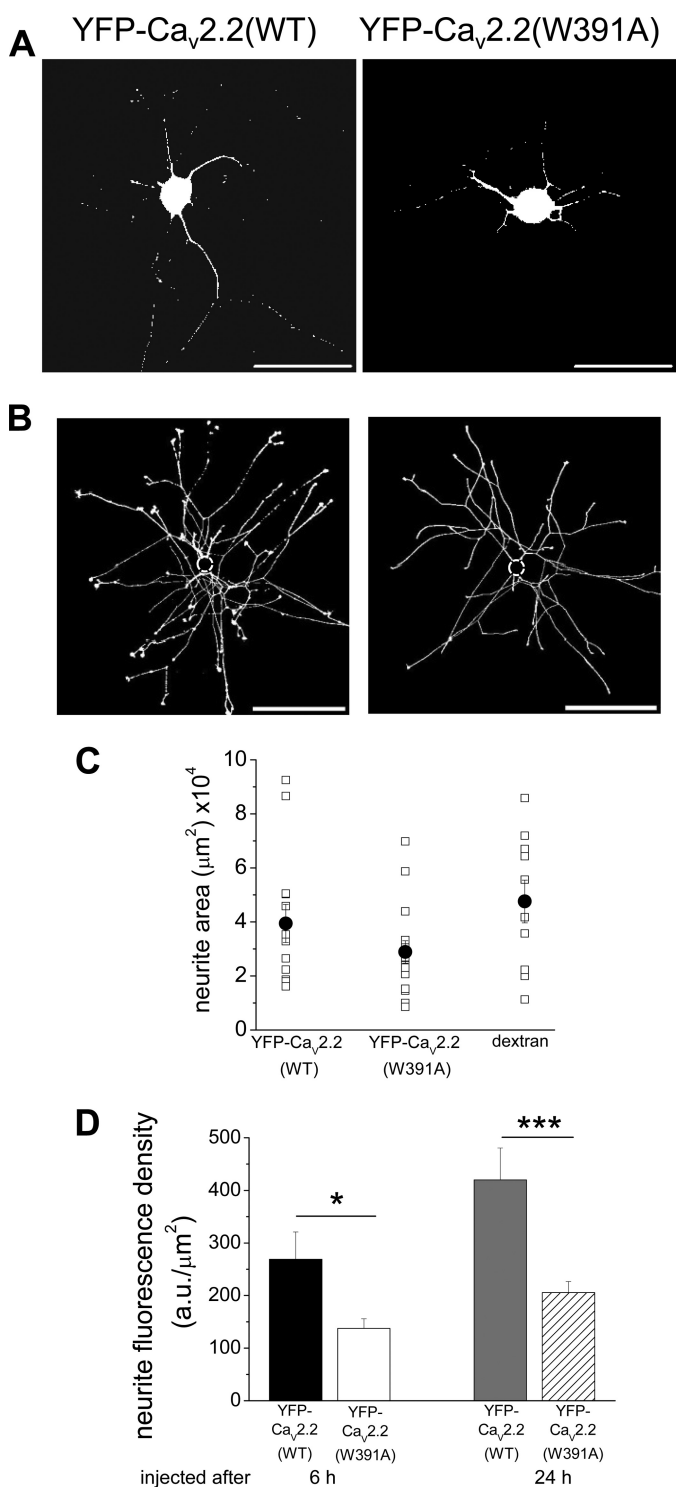 YFP-Caᵥ2.2(WT) YFP-Caᵥ2.2(W391A)
A
B
C
neurite area (μm²) x10⁴
10
8
6
4
2
0
YFP-Caᵥ2.2 YFP-Caᵥ2.2 dextran
(WT) (W391A)
D
neurite fluorescence density
(a.u./μm²)
500
400
300
200
100
0
* ***
YFP- YFP- YFP- YFP-
Caᵥ2.2 Caᵥ2.2 Caᵥ2.2 Caᵥ2.2
(WT) (W391A) (WT) (W391A)
injected after 6 h 24 h